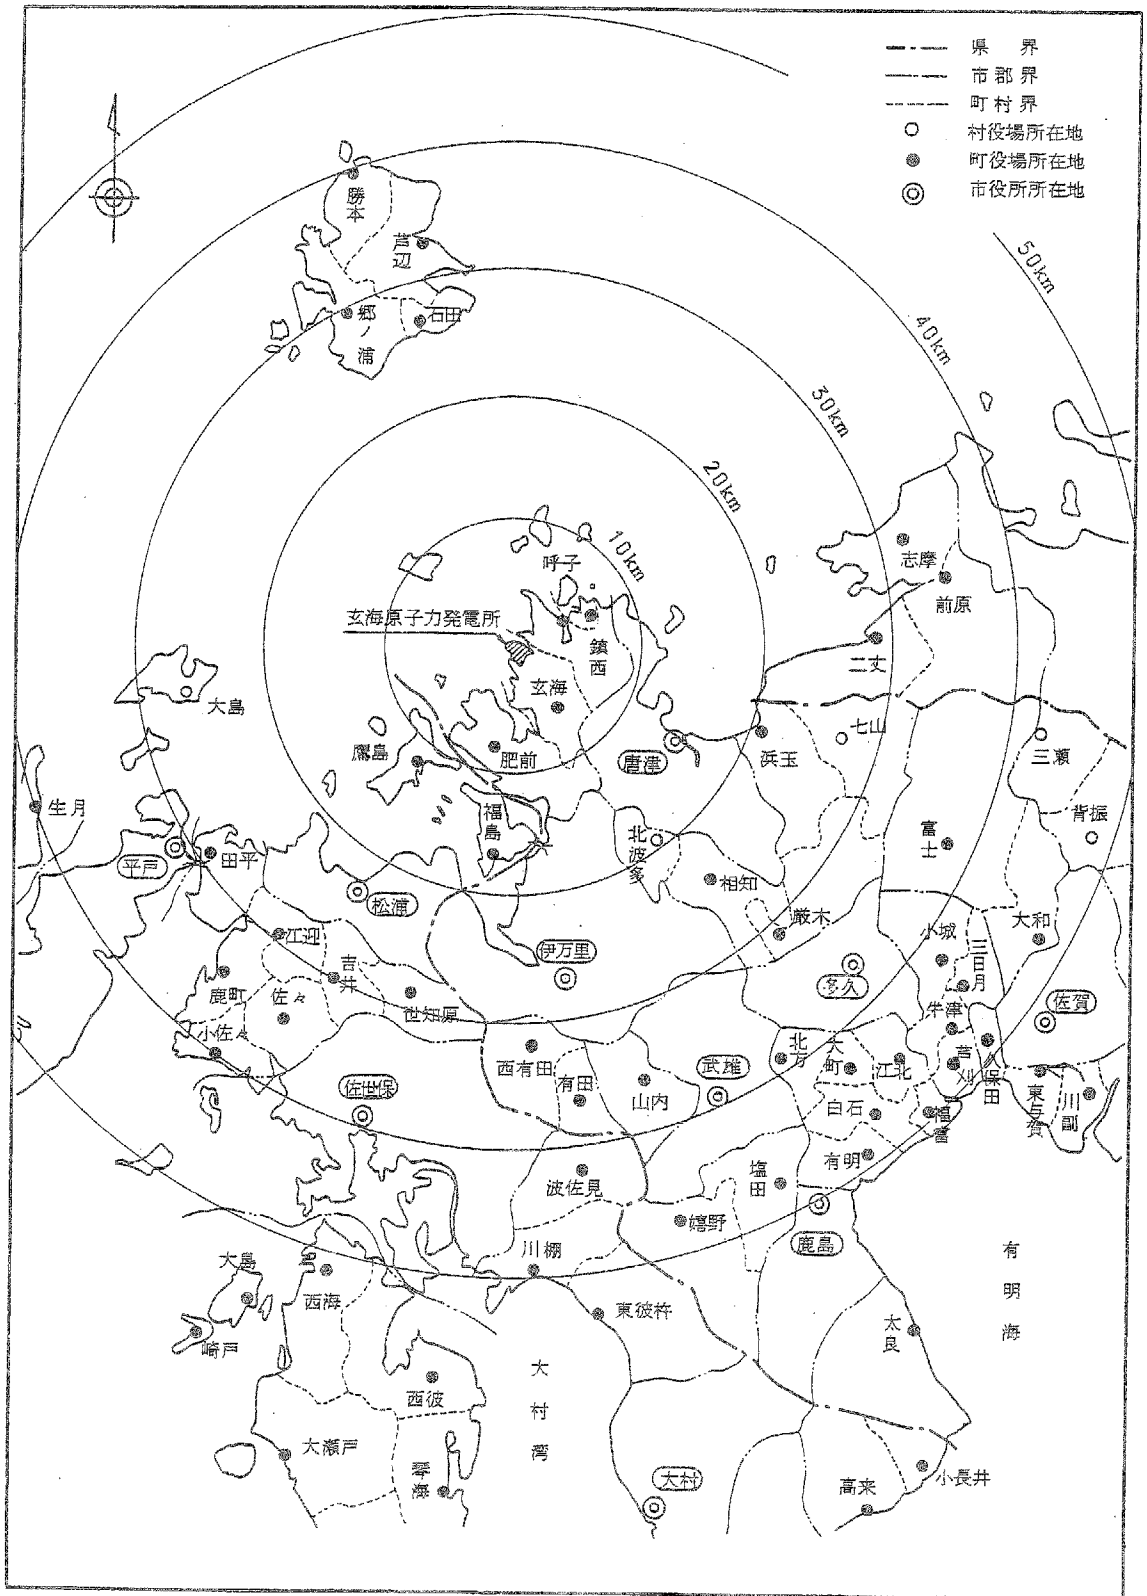 県界
市郡界
町村界
村役場所在地
町役場所在地
市役所所在地
50km
40km
30km
20km
10km
勝本
芦辺
郷ノ浦
石田
呼子
玄海原子力発電所
鎮西
玄海
志摩
前原
二丈
大島
鷹島
肥前
唐津
浜玉
七山
三瀬
生月
福島
北波多
背振
平戸
田平
松浦
相知
富士
厳木
小城
大和
江迎
伊万里
三日月
鹿町
吉井
佐々
世知原
多久
牛津
佐賀
小佐々
西有田
有田
山内
武雄
北方
大町
江北
芦刈
久保田
東与賀
川副
佐世保
白石
福富
有明
波佐見
塩田
嬉野
鹿島
川棚
大島
西海
崎戸
東彼杵
太良
有明海
西彼
大村湾
大瀬戸
琴海
大村
高来
小長井